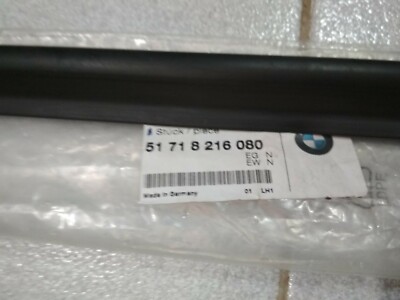 Stück / piece
51 71 8 216 080
EG N
EW N
Made in Germany 01 LH1